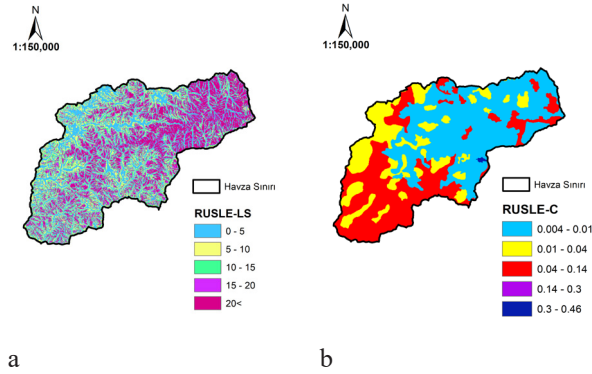 N
1:150,000
Havza Sınırı
RUSLE-LS
0 - 5
5 - 10
10 - 15
15 - 20
20<
a
N
1:150,000
Havza Sınırı
RUSLE-C
0.004 - 0.01
0.01 - 0.04
0.04 - 0.14
0.14 - 0.3
0.3 - 0.46
b